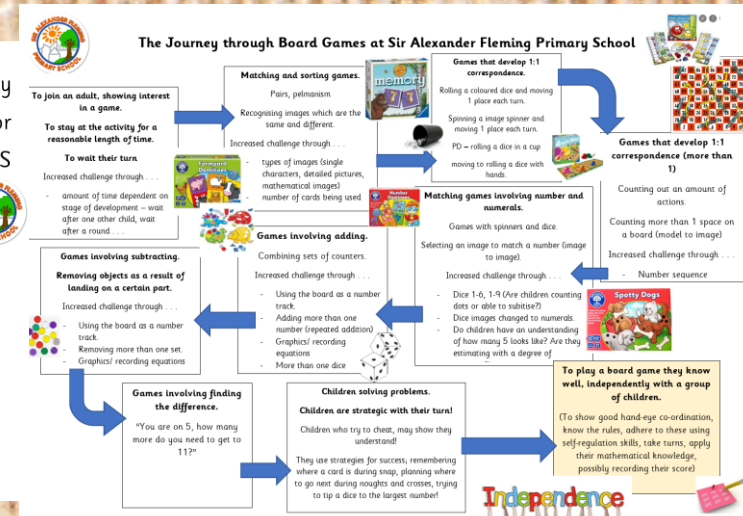 The Journey through Board Games at Sir Alexander Fleming Primary School
SIR ALEXANDER FLEMING
PRIMARY SCHOOL
y
or
S
To join an adult, showing interest
in a game.
To stay at the activity for a
reasonable length of time.
To wait their turn
Increased challenge through . . .
- amount of time dependent on
stage of development – wait
after one other child, wait
after a round . . .
Matching and sorting games.
Pairs, pelmanism
Recognising images which are the
same and different.
Increased challenge through . . .
- types of images (single
characters, detailed pictures,
mathematical images)
- number of cards being used
memory
Farmyard
Dominoes
Games that develop 1:1
correspondence.
Rolling a coloured dice and moving
1 place each turn.
Spinning a image spinner and
moving 1 place each turn.
PD – rolling a dice in a cup
moving to rolling a dice with
hands.
Games that develop 1:1
correspondence (more than
1)
Counting out an amount of
actions.
Counting more than 1 space on
a board (model to image)
Increased challenge through . . .
- Number sequence
Matching games involving number and
numerals.
Games with spinners and dice.
Selecting an image to match a number (image
to image).
Increased challenge through . . .
- Dice 1-6, 1-9 (Are children counting
dots or able to subitise?)
- Dice images changed to numerals.
- Do children have an understanding
of how many 5 looks like? Are they
estimating with a degree of
Spotty Dogs
Games involving adding.
Combining sets of counters.
Increased challenge through . . .
- Using the board as a number
track.
- Adding more than one
number (repeated addition)
- Graphics/ recording
equations
- More than one dice
Games involving subtracting.
Removing objects as a result of
landing on a certain part.
Increased challenge through . . .
- Using the board as a number
track.
- Removing more than one set.
- Graphics/ recording equations
Games involving finding
the difference.
“You are on 5, how many
more do you need to get to
11?”
Children solving problems.
Children are strategic with their turn!
Children who try to cheat, may show they
understand!
They use strategies for success; remembering
where a card is during snap, planning where
to go next during noughts and crosses, trying
to tip a dice to the largest number!
To play a board game they know
well, independently with a group
of children.
(To show good hand-eye co-ordination,
know the rules, adhere to these using
self-regulation skills, take turns, apply
their mathematical knowledge,
possibly recording their score)
Independence